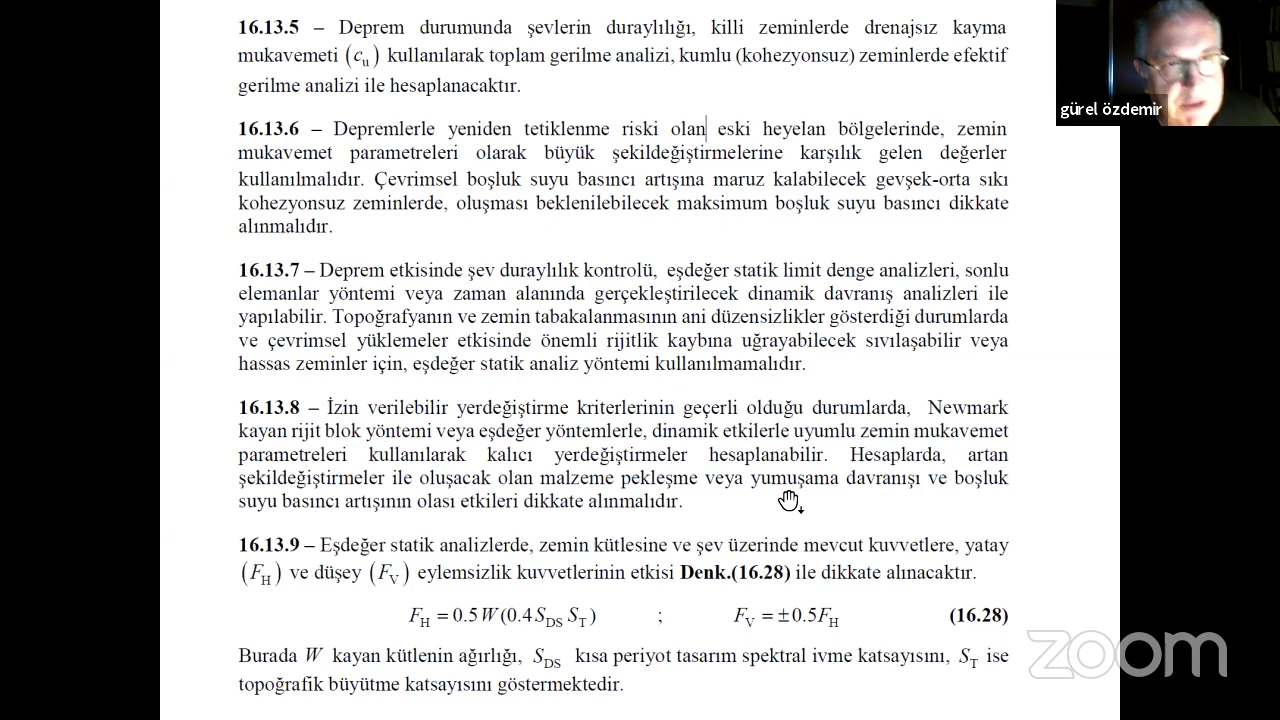 16.13.5 – Deprem durumunda şevlerin duraylılığı, killi zeminlerde drenajsız kayma
mukavemeti (cu) kullanılarak toplam gerilme analizi, kumlu (kohezyonsuz) zeminlerde efektif
gerilme analizi ile hesaplanacaktır.
16.13.6 – Depremlerle yeniden tetiklenme riski olan eski heyelan bölgelerinde, zemin
mukavemet parametreleri olarak büyük şekildeğiştirmelerine karşılık gelen değerler
kullanılmalıdır. Çevrimsel boşluk suyu basıncı artışına maruz kalabilecek gevşek-orta sıkı
kohezyonsuz zeminlerde, oluşması beklenilebilecek maksimum boşluk suyu basıncı dikkate
alınmalıdır.
16.13.7 – Deprem etkisinde şev duraylılık kontrolü, eşdeğer statik limit denge analizleri, sonlu
elemanlar yöntemi veya zaman alanında gerçekleştirilecek dinamik davranış analizleri ile
yapılabilir. Topoğrafyanın ve zemin tabakalanmasının ani düzensizlikler gösterdiği durumlarda
ve çevrimsel yüklemeler etkisinde önemli rijitlik kaybına uğrayabilecek sıvılaşabilir veya
hassas zeminler için, eşdeğer statik analiz yöntemi kullanılmamalıdır.
16.13.8 – İzin verilebilir yerdeğiştirme kriterlerinin geçerli olduğu durumlarda, Newmark
kayan rijit blok yöntemi veya eşdeğer yöntemlerle, dinamik etkilerle uyumlu zemin mukavemet
parametreleri kullanılarak kalıcı yerdeğiştirmeler hesaplanabilir. Hesaplarda, artan
şekildeğiştirmeler ile oluşacak olan malzeme pekleşme veya yumuşama davranışı ve boşluk
suyu basıncı artışının olası etkileri dikkate alınmalıdır.
16.13.9 – Eşdeğer statik analizlerde, zemin kütlesine ve şev üzerinde mevcut kuvvetlere, yatay
(FH) ve düşey (FV) eylemsizlik kuvvetlerinin etkisi Denk.(16.28) ile dikkate alınacaktır.
FH = 0.5 W(0.4 SDS ST) ; FV = ±0.5FH (16.28)
Burada W kayan kütlenin ağırlığı, SDS kısa periyot tasarım spektral ivme katsayısını, ST ise
topoğrafik büyütme katsayısını göstermektedir.
gürel özdemir
zoom